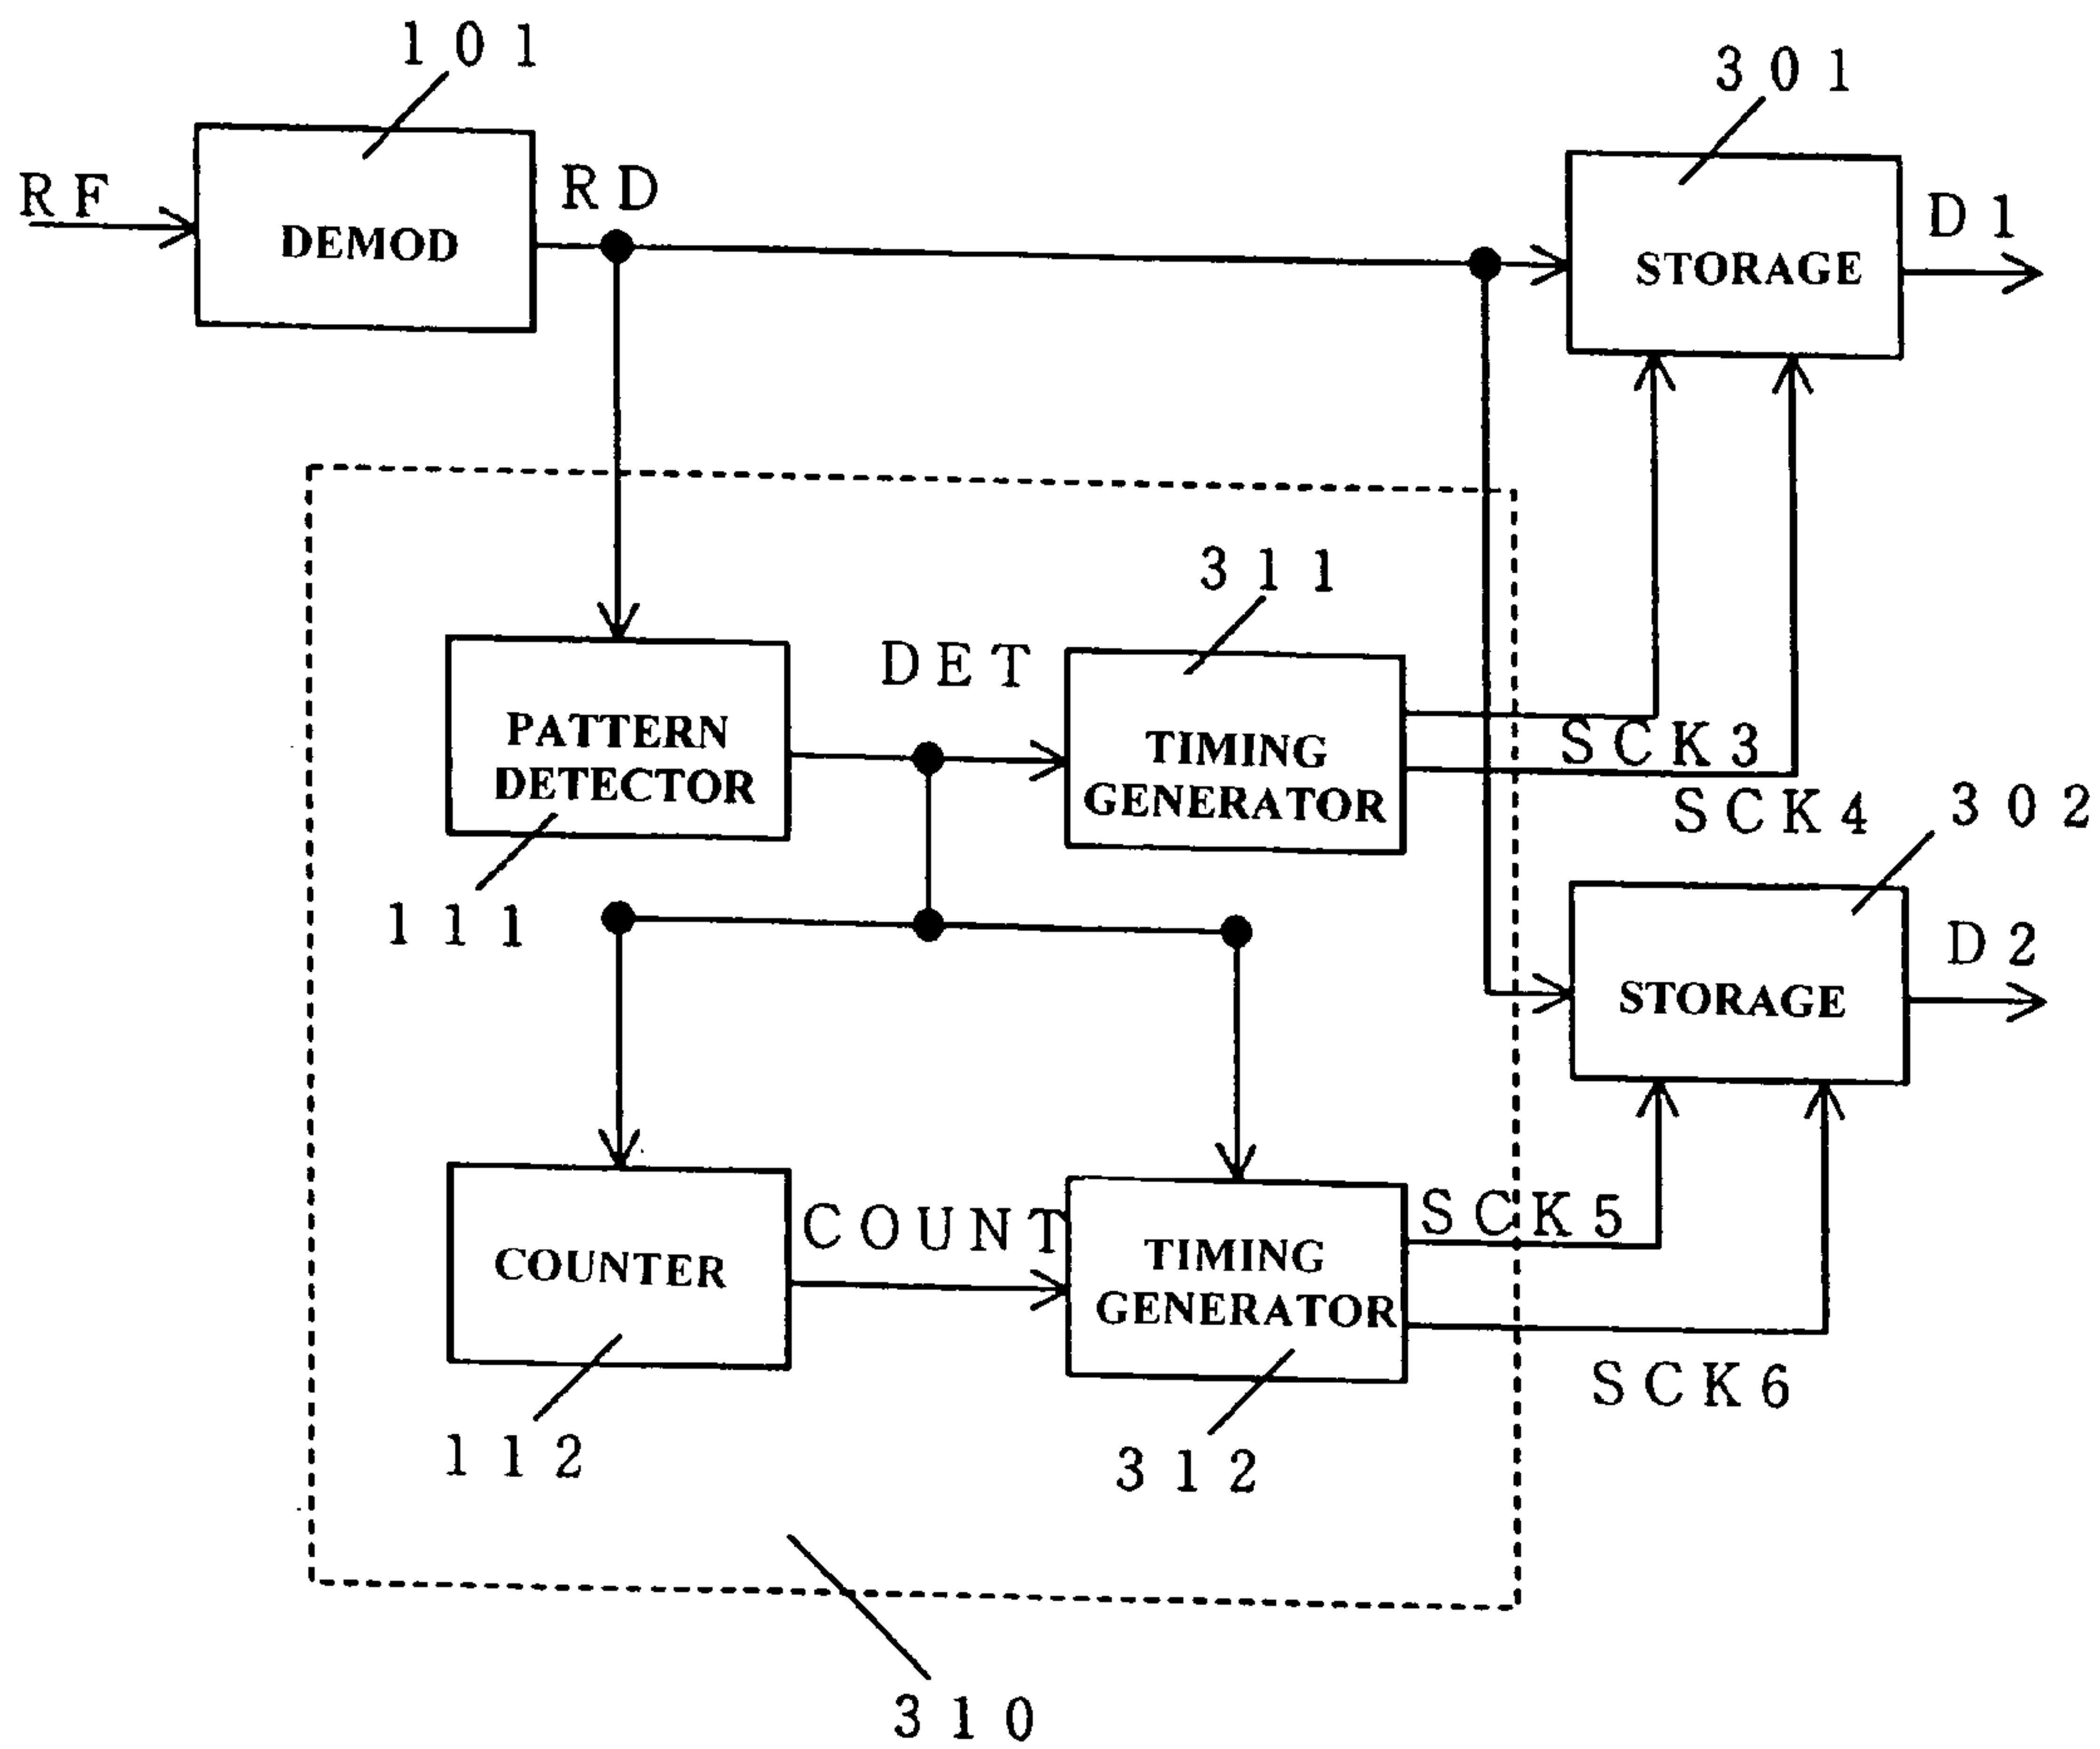 101
301
RF
RD
D1
DEMOD
STORAGE
311
DET
PATTERN
DETECTOR
TIMING
GENERATOR
SCK3
SCK4
302
111
D2
STORAGE
COUNT
SCK5
COUNTER
TIMING
GENERATOR
SCK6
112
312
310